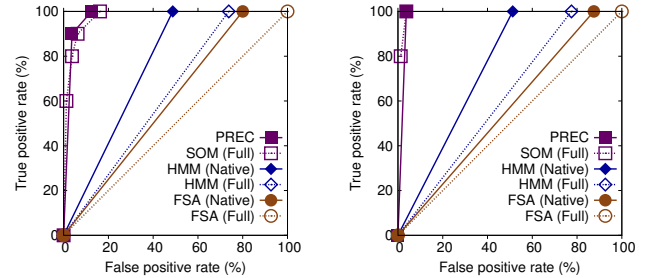 100
80
60
40
20
0
True positive rate (%)
PREC
SOM (Full)
HMM (Native)
HMM (Full)
FSA (Native)
FSA (Full)
0 20 40 60 80 100
False positive rate (%)
100
80
60
40
20
0
True positive rate (%)
PREC
SOM (Full)
HMM (Native)
HMM (Full)
FSA (Native)
FSA (Full)
0 20 40 60 80 100
False positive rate (%)